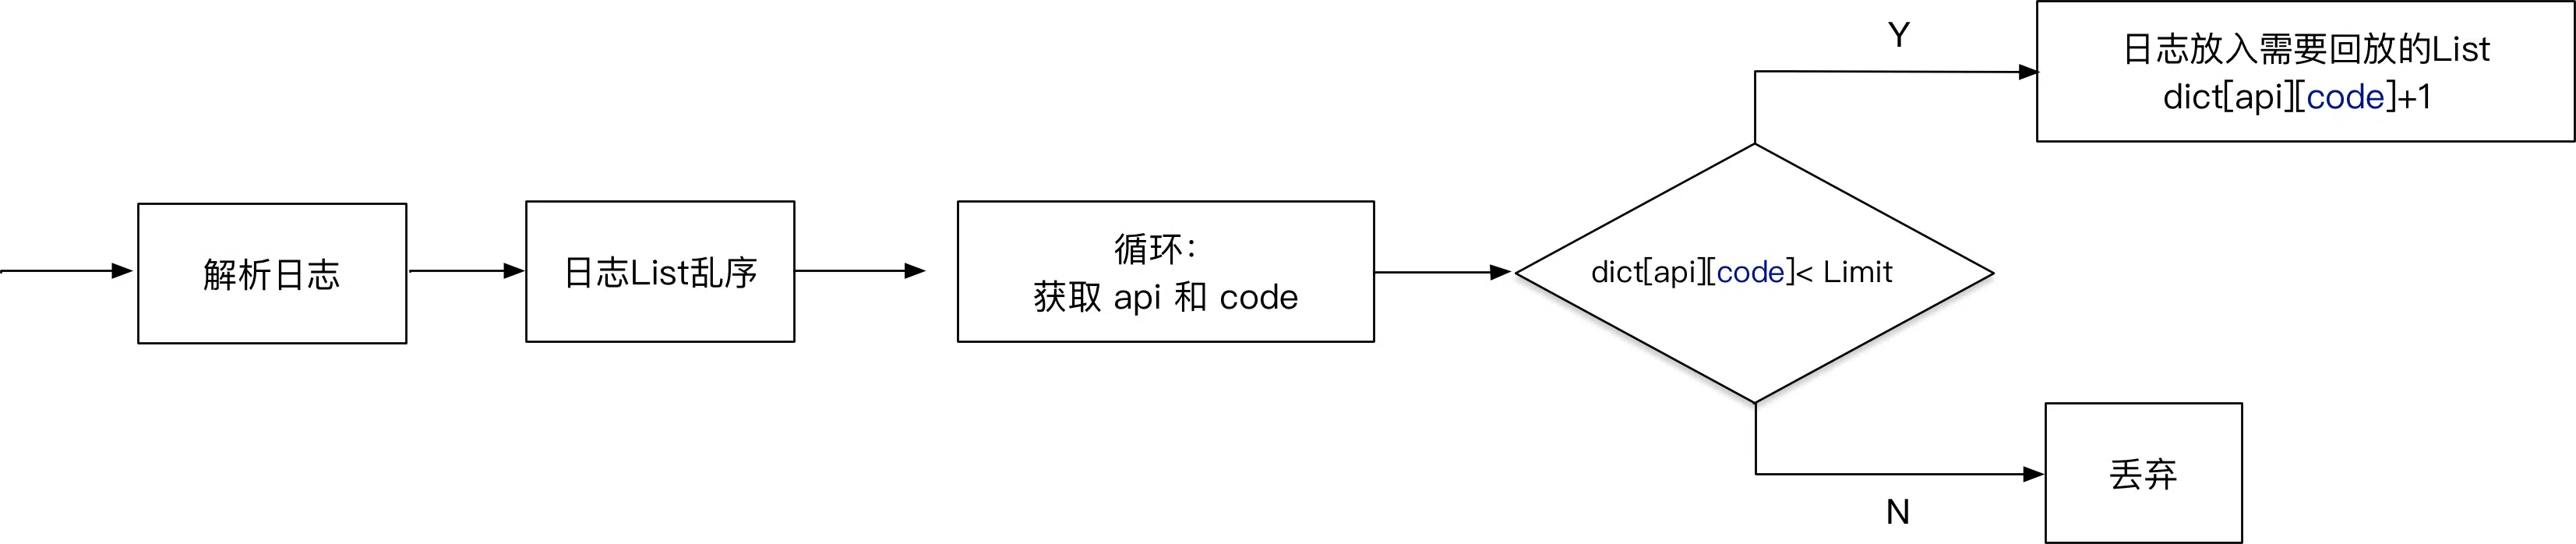 解析日志
日志List乱序
循环：
获取 api 和 code
dict[api][code]< Limit
Y
日志放入需要回放的List
dict[api][code]+1
N
丢弃